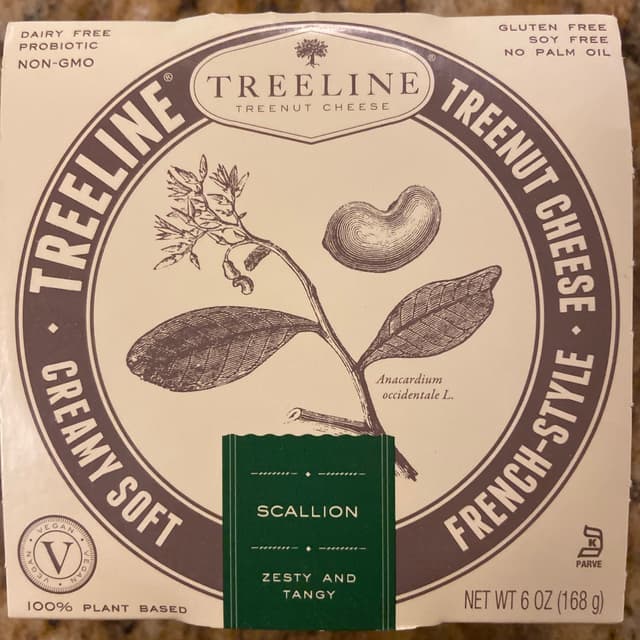 DAIRY FREE
PROBIOTIC
NON-GMO
GLUTEN FREE
SOY FREE
NO PALM OIL
TREELINE®
TREENUT CHEESE
TREELINE® • CREAMY SOFT
TREENUT CHEESE • FRENCH-STYLE
Anacardium
occidentale L.
SCALLION
ZESTY AND
TANGY
VEGAN • VEGAN • VEGAN
V
100% PLANT BASED
K
PARVE
NET WT 6 OZ (168 g)